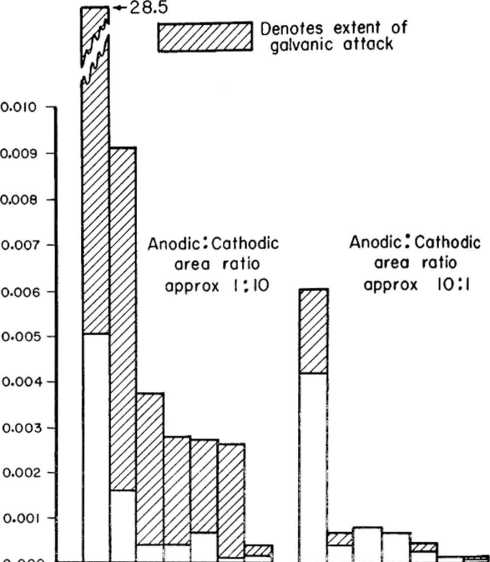 28.5
Denotes extent of
galvanic attack
0.010
0.009
0.008
0.007
Anodic:Cathodic
area ratio
approx 1:10
Anodic:Cathodic
area ratio
approx 10:1
0.006
0.005
0.004
0.003
0.002
0.001
0.000